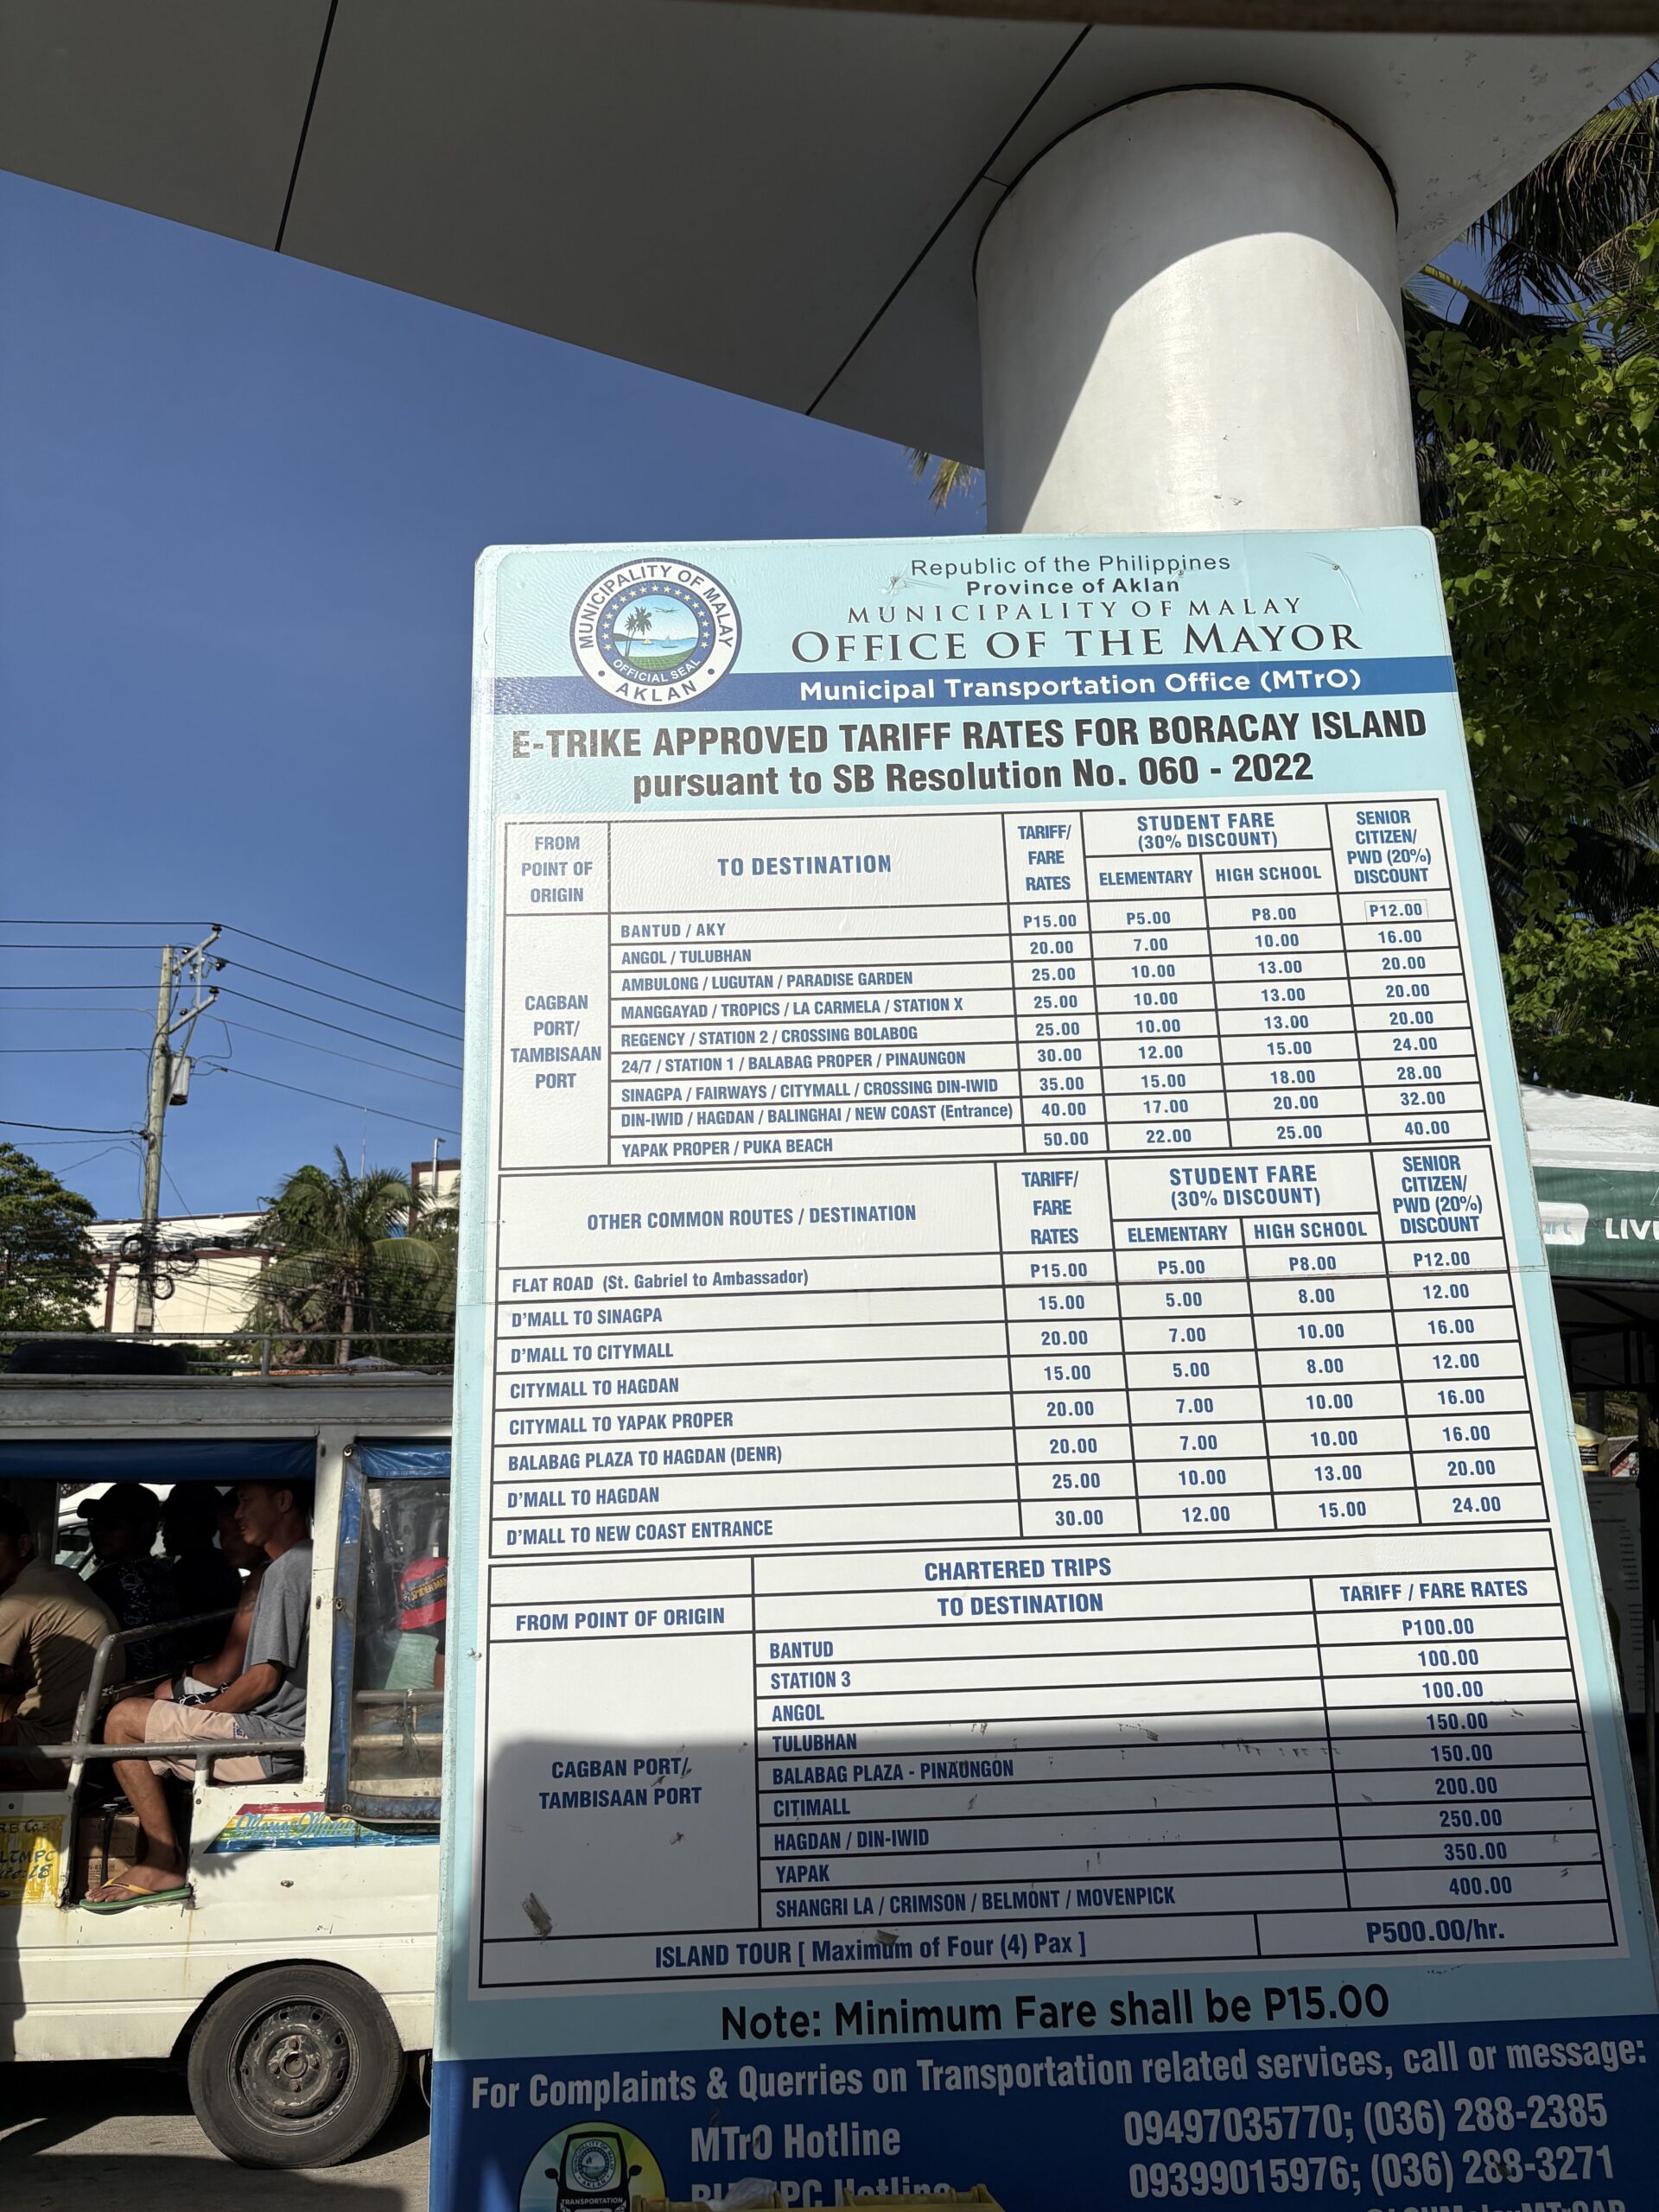 MUNICIPALITY OF MALAY
OFFICIAL SEAL
AKLAN
Republic of the Philippines
Province of Aklan
MUNICIPALITY OF MALAY
OFFICE OF THE MAYOR
Municipal Transportation Office (MTrO)
E-TRIKE APPROVED TARIFF RATES FOR BORACAY ISLAND
pursuant to SB Resolution No. 060 - 2022
FROM POINT OF ORIGIN TO DESTINATION TARIFF/ FARE RATES STUDENT FARE (30% DISCOUNT) ELEMENTARY HIGH SCHOOL SENIOR CITIZEN/ PWD (20%) DISCOUNT
CAGBAN PORT/ TAMBISAAN PORT
BANTUD / AKY P15.00 P5.00 P8.00 P12.00
ANGOL / TULUBHAN 20.00 7.00 10.00 16.00
AMBULONG / LUGUTAN / PARADISE GARDEN 25.00 10.00 13.00 20.00
MANGGAYAD / TROPICS / LA CARMELA / STATION X 25.00 10.00 13.00 20.00
REGENCY / STATION 2 / CROSSING BOLABOG 25.00 10.00 13.00 20.00
24/7 / STATION 1 / BALABAG PROPER / PINAUNGON 30.00 12.00 15.00 24.00
SINAGPA / FAIRWAYS / CITYMALL / CROSSING DIN-IWID 35.00 15.00 18.00 28.00
DIN-IWID / HAGDAN / BALINGHAI / NEW COAST (Entrance) 40.00 17.00 20.00 32.00
YAPAK PROPER / PUKA BEACH 50.00 22.00 25.00 40.00
OTHER COMMON ROUTES / DESTINATION TARIFF/ FARE RATES STUDENT FARE (30% DISCOUNT) ELEMENTARY HIGH SCHOOL SENIOR CITIZEN/ PWD (20%) DISCOUNT
FLAT ROAD (St. Gabriel to Ambassador) P15.00 P5.00 P8.00 P12.00
D'MALL TO SINAGPA 15.00 5.00 8.00 12.00
D'MALL TO CITYMALL 20.00 7.00 10.00 16.00
CITYMALL TO HAGDAN 15.00 5.00 8.00 12.00
CITYMALL TO YAPAK PROPER 20.00 7.00 10.00 16.00
BALABAG PLAZA TO HAGDAN (DENR) 20.00 7.00 10.00 16.00
D'MALL TO HAGDAN 25.00 10.00 13.00 20.00
D'MALL TO NEW COAST ENTRANCE 30.00 12.00 15.00 24.00
CHARTERED TRIPS
FROM POINT OF ORIGIN TO DESTINATION TARIFF / FARE RATES
CAGBAN PORT/ TAMBISAAN PORT
BANTUD P100.00
STATION 3 100.00
ANGOL 100.00
TULUBHAN 150.00
BALABAG PLAZA - PINAUNGON 150.00
CITIMALL 200.00
HAGDAN / DIN-IWID 250.00
YAPAK 350.00
SHANGRI LA / CRIMSON / BELMONT / MOVENPICK 400.00
ISLAND TOUR [ Maximum of Four (4) Pax ] P500.00/hr.
Note: Minimum Fare shall be P15.00
For Complaints & Querries on Transportation related services, call or message:
MTrO Hotline 09497035770; (036) 288-2385
09399015976; (036) 288-3271
TRANSPORTATION